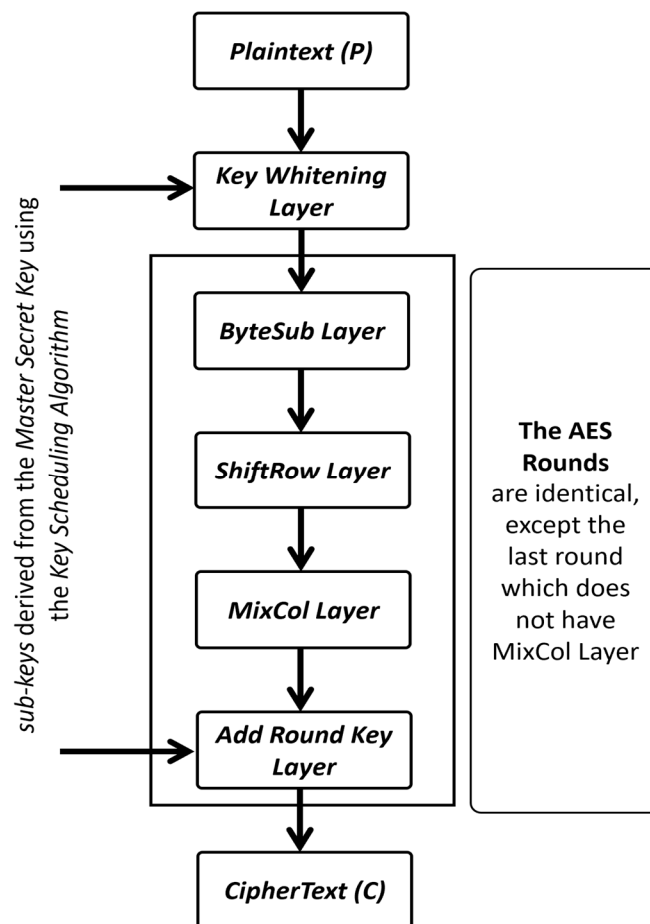 Plaintext (P)
Key Whitening
Layer
sub-keys derived from the Master Secret Key using
the Key Scheduling Algorithm
ByteSub Layer
ShiftRow Layer
MixCol Layer
Add Round Key
Layer
CipherText (C)
The AES
Rounds
are identical,
except the
last round
which does
not have
MixCol Layer